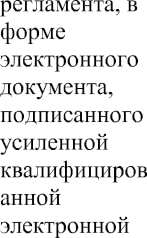 регламента, в
форме
электронного
документа,
подписанного
усиленной
квалифициров
анной
электронной